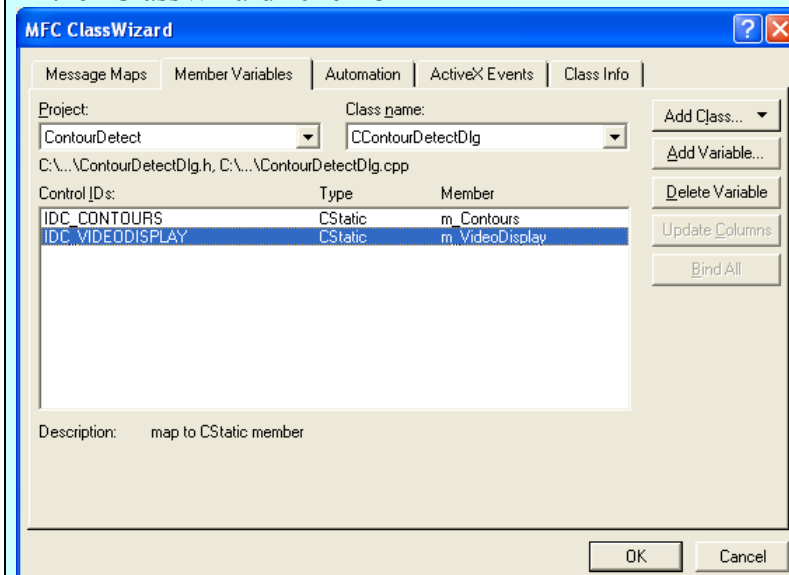 MFC ClassWizard
Message Maps Member Variables Automation ActiveX Events Class Info
Project: Class name:
ContourDetect CContourDetectDlg
Add Class...
C:\...\ContourDetectDlg.h, C:\...\ContourDetectDlg.cpp
Add Variable...
Control IDs: Type Member
Delete Variable
IDC_CONTOURS CStatic m_Contours
IDC_VIDEODISPLAY CStatic m_VideoDisplay
Update Columns
Bind All
Description: map to CStatic member
OK Cancel